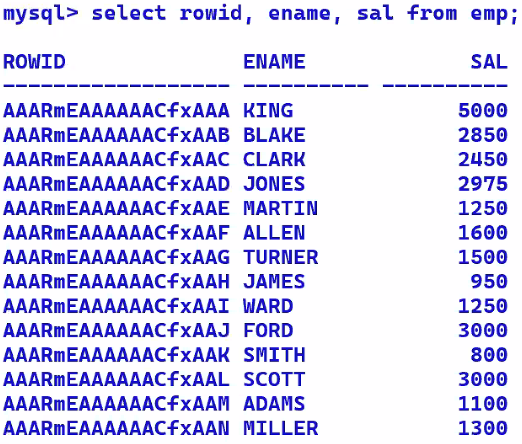 mysql> select rowid, ename, sal from emp;
ROWID ENAME SAL
------------------ ---------- ----------
AAARmEAAAAAACfxAAA KING 5000
AAARmEAAAAAACfxAAB BLAKE 2850
AAARmEAAAAAACfxAAC CLARK 2450
AAARmEAAAAAACfxAAD JONES 2975
AAARmEAAAAAACfxAAE MARTIN 1250
AAARmEAAAAAACfxAAF ALLEN 1600
AAARmEAAAAAACfxAAG TURNER 1500
AAARmEAAAAAACfxAAH JAMES 950
AAARmEAAAAAACfxAAI WARD 1250
AAARmEAAAAAACfxAAJ FORD 3000
AAARmEAAAAAACfxAAK SMITH 800
AAARmEAAAAAACfxAAL SCOTT 3000
AAARmEAAAAAACfxAAM ADAMS 1100
AAARmEAAAAAACfxAAN MILLER 1300